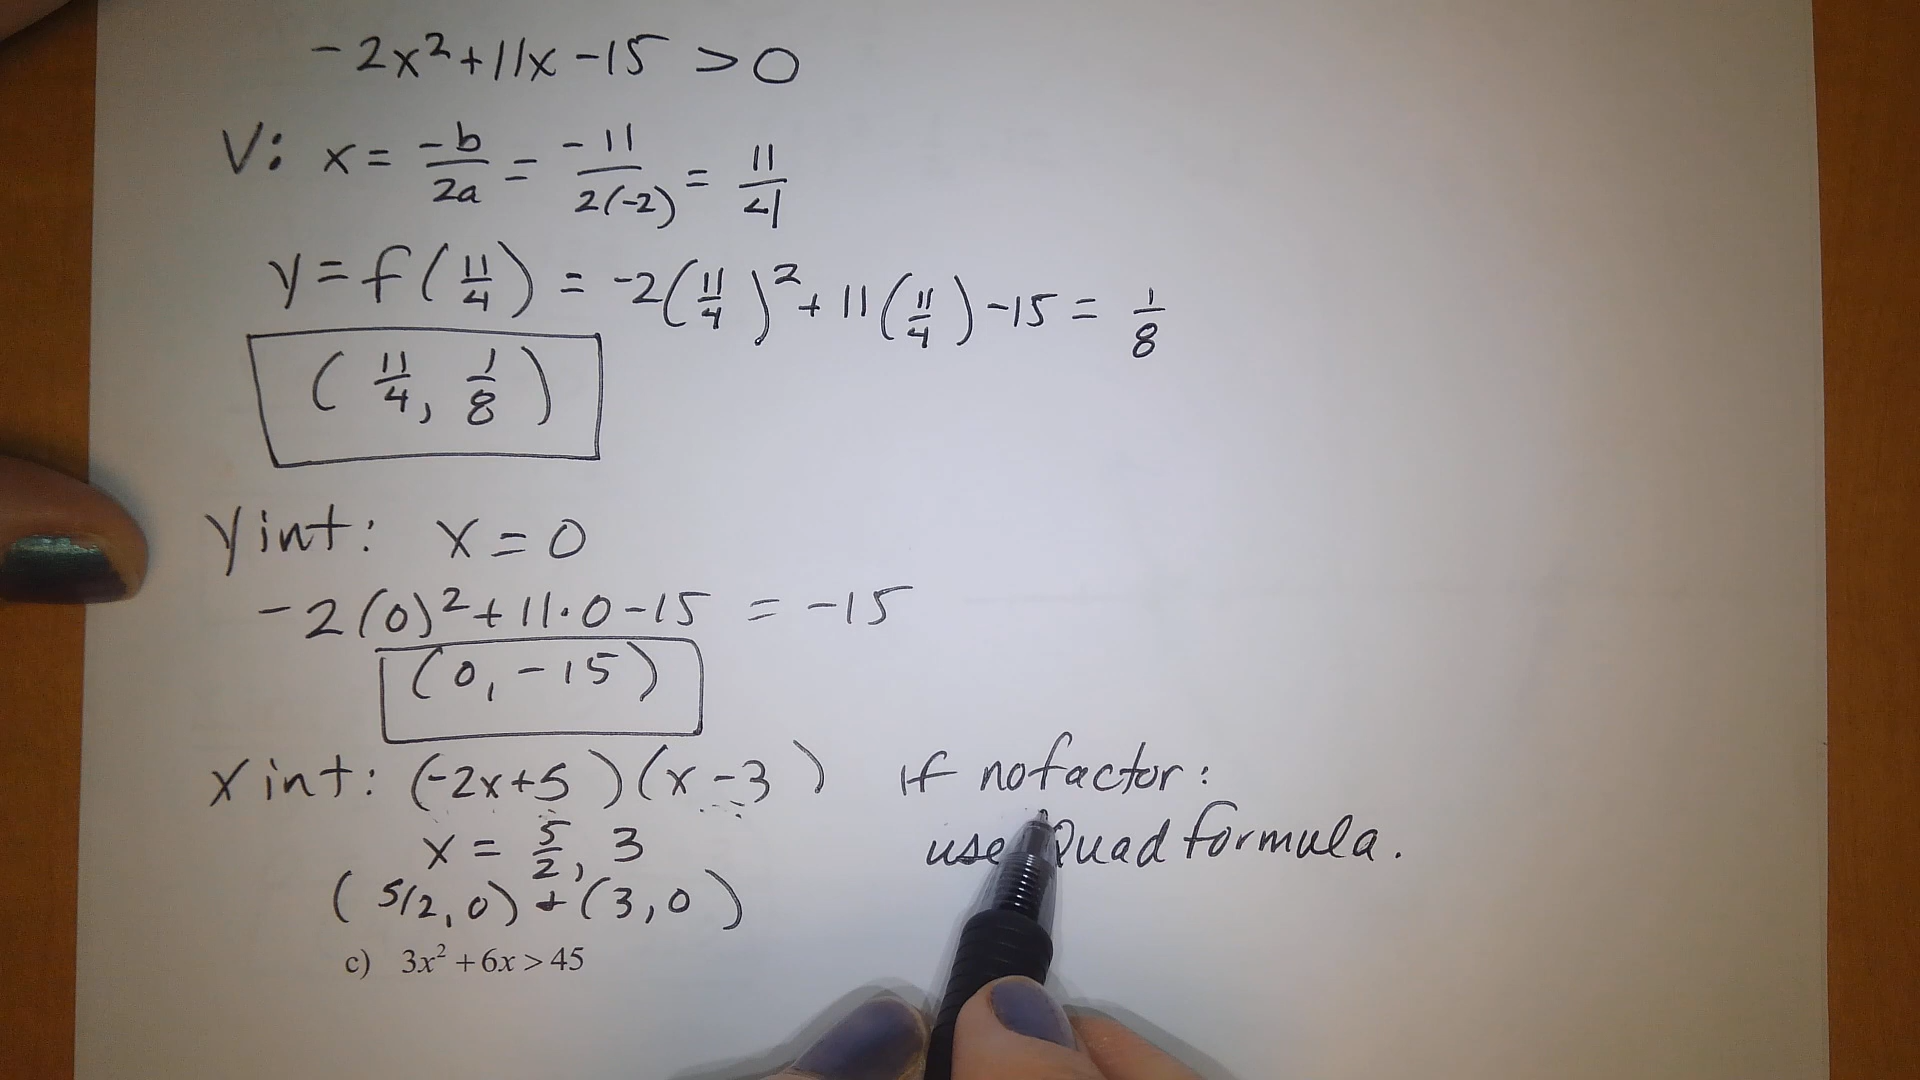 -2x²+11x-15 >0
V: x = -b/2a = -11/2(-2) = 11/4
y = f(11/4) = -2(11/4)²+11(11/4)-15 = 1/8
(11/4, 1/8)
Y int: X = 0
-2(0)²+11·0-15 = -15
(0, -15)
X int: (-2x+5)(x-3) if no factor:
x = 5/2, 3 use Quad formula.
(5/2, 0) + (3, 0)
c) 3x² + 6x > 45